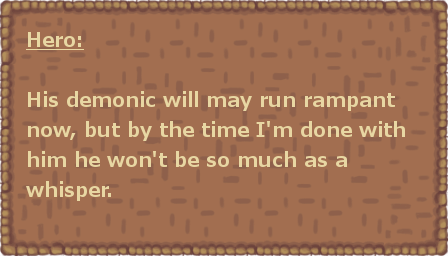 Hero:
His demonic will may run rampant
now, but by the time I'm done with
him he won't be so much as a
whisper.